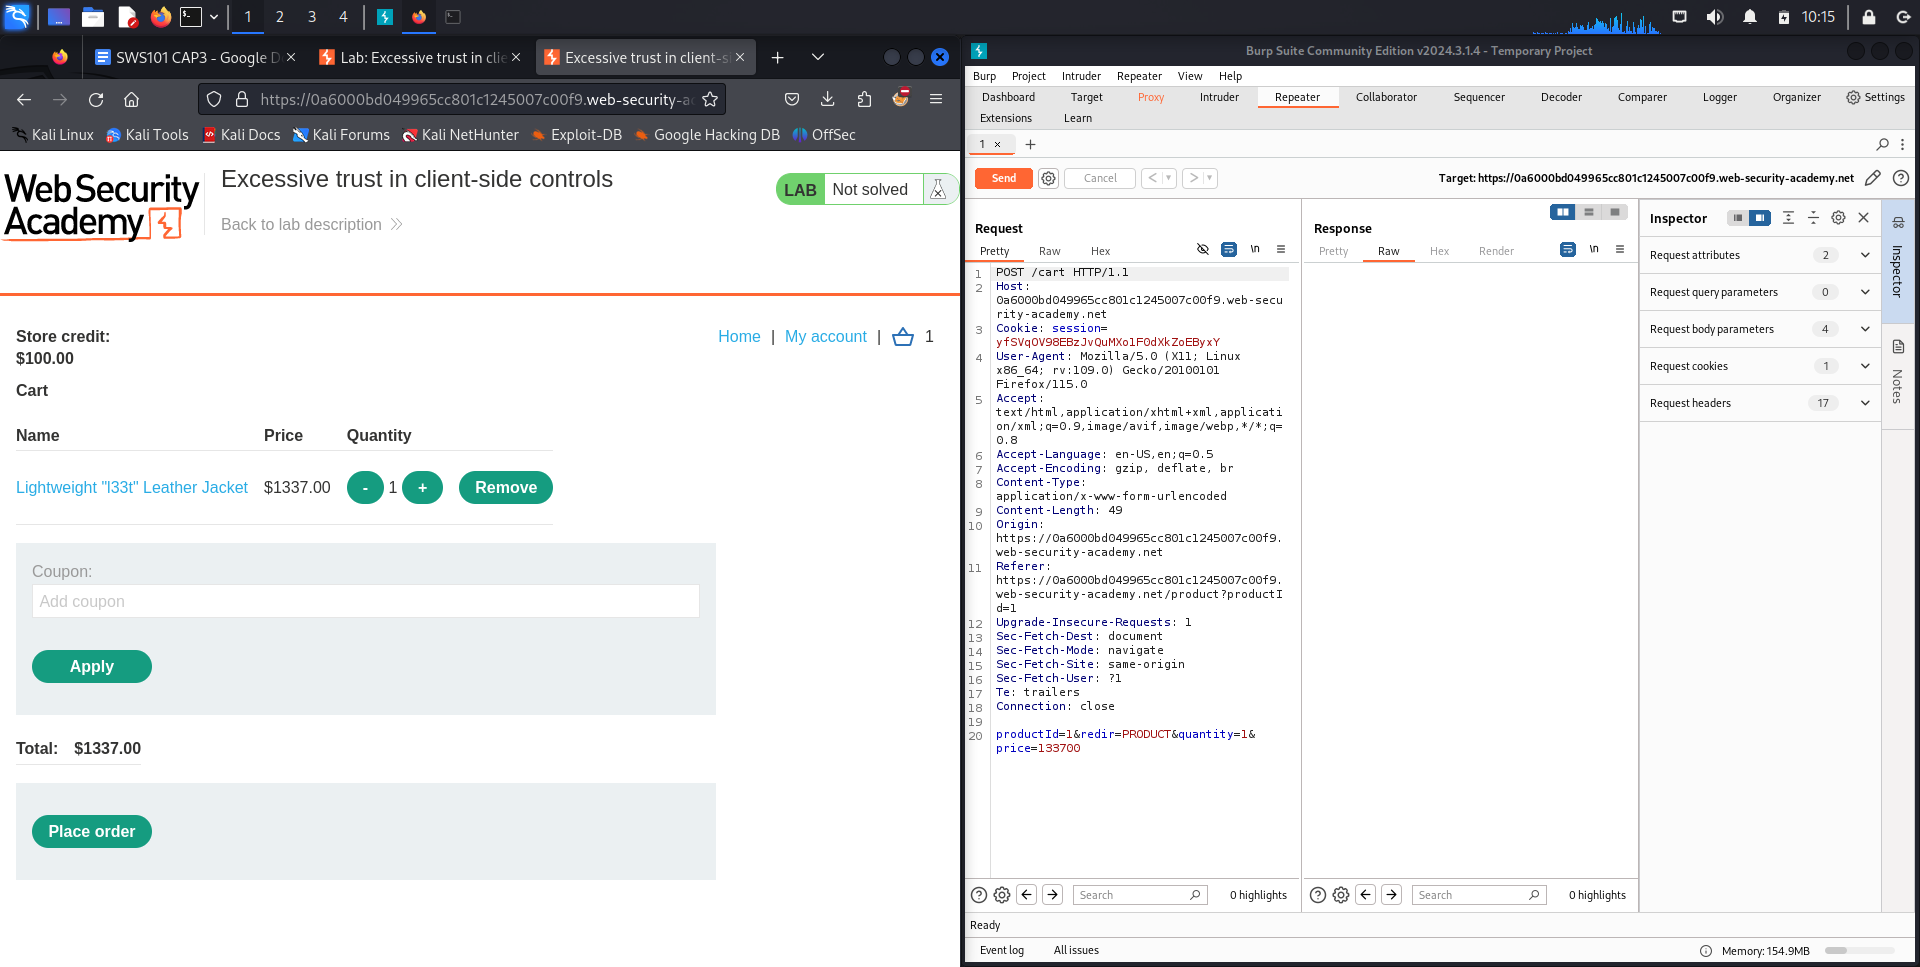 1 2 3 4 10:15
SWS101 CAP3 - Google D
Lab: Excessive trust in clie
Excessive trust in client-s
https://0a6000bd049965cc801c1245007c00f9.web-security-ac
Kali Linux Kali Tools Kali Docs Kali Forums Kali NetHunter Exploit-DB Google Hacking DB OffSec
Web Security
Academy
Excessive trust in client-side controls
Back to lab description
LAB Not solved
Store credit:
$100.00
Home | My account | 1
Cart
Name Price Quantity
Lightweight "l33t" Leather Jacket $1337.00 - 1 + Remove
Coupon:
Add coupon
Apply
Total: $1337.00
Place order
Burp Suite Community Edition v2024.3.1.4 - Temporary Project
Burp Project Intruder Repeater View Help
Dashboard Target Proxy Intruder Repeater Collaborator Sequencer Decoder Comparer Logger Organizer Settings
Extensions Learn
1 × +
Send Cancel < >
Target: https://0a6000bd049965cc801c1245007c00f9.web-security-academy.net
Request
Pretty Raw Hex \n
1 POST /cart HTTP/1.1
2 Host:
0a6000bd049965cc801c1245007c00f9.web-secu
rity-academy.net
3 Cookie: session=
yfSVqOV98EBzJvQuMXo1F0dXkZoEByxY
4 User-Agent: Mozilla/5.0 (X11; Linux
x86_64; rv:109.0) Gecko/20100101
Firefox/115.0
5 Accept:
text/html,application/xhtml+xml,applicati
on/xml;q=0.9,image/avif,image/webp,*/*;q=
0.8
6 Accept-Language: en-US,en;q=0.5
7 Accept-Encoding: gzip, deflate, br
8 Content-Type:
application/x-www-form-urlencoded
9 Content-Length: 49
10 Origin:
https://0a6000bd049965cc801c1245007c00f9.
web-security-academy.net
11 Referer:
https://0a6000bd049965cc801c1245007c00f9.
web-security-academy.net/product?productI
d=1
12 Upgrade-Insecure-Requests: 1
13 Sec-Fetch-Dest: document
14 Sec-Fetch-Mode: navigate
15 Sec-Fetch-Site: same-origin
16 Sec-Fetch-User: ?1
17 Te: trailers
18 Connection: close
19
20 productId=1&redir=PRODUCT&quantity=1&
price=133700
Search 0 highlights
Response
Pretty Raw Hex Render \n
Search 0 highlights
Inspector
Request attributes 2
Request query parameters 0
Request body parameters 4
Request cookies 1
Request headers 17
Inspector
Notes
Ready
Event log All issues
Memory: 154.9MB